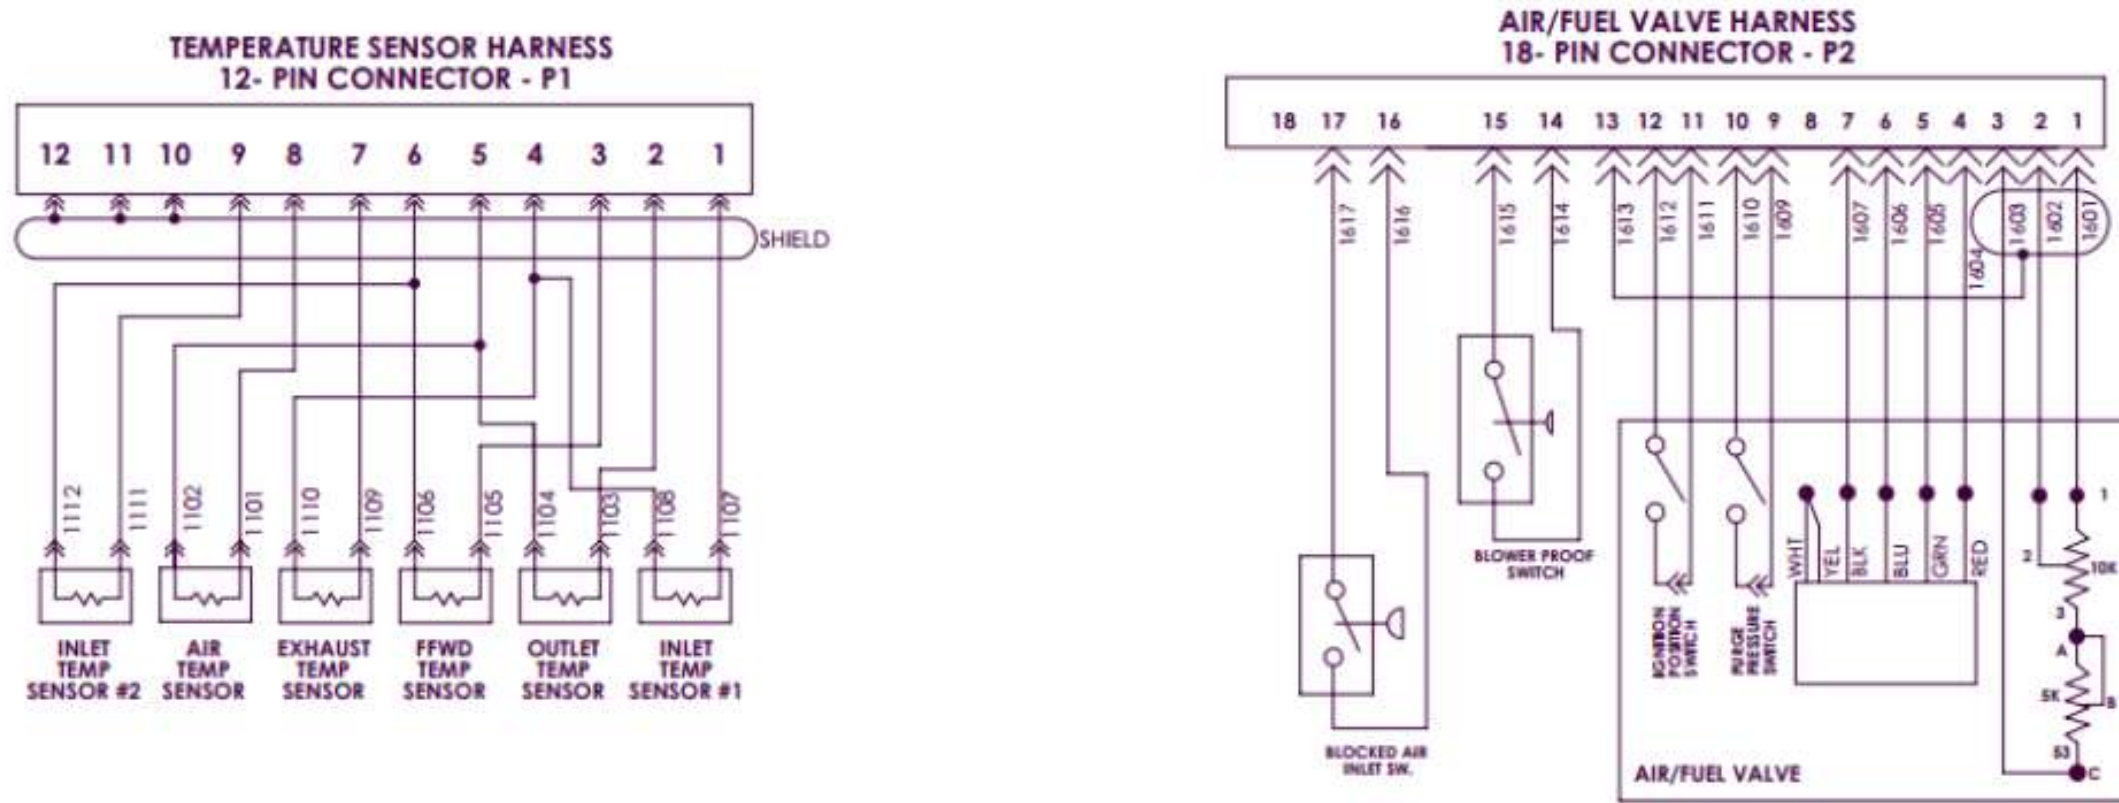 TEMPERATURE SENSOR HARNESS
12- PIN CONNECTOR - P1
12 11 10 9 8 7 6 5 4 3 2 1
SHIELD
1112 1111 1102 1101 1110 1109 1106 1105 1104 1103 1108 1107
INLET TEMP SENSOR #2
AIR TEMP SENSOR
EXHAUST TEMP SENSOR
FFWD TEMP SENSOR
OUTLET TEMP SENSOR
INLET TEMP SENSOR #1
AIR/FUEL VALVE HARNESS
18- PIN CONNECTOR - P2
18 17 16 15 14 13 12 11 10 9 8 7 6 5 4 3 2 1
1617 1616 1615 1614 1613 1612 1611 1610 1609 1607 1606 1605 1604 1603 1602 1601
BLOWER PROOF
SWITCH
BLOCKED AIR
INLET SW.
IGNITION
POSITION
SWITCH
PURGE
PRESSURE
SWITCH
WHT YEL BLK BLU GRN RED
1
2
10K
3
A
5K
B
53
C
AIR/FUEL VALVE